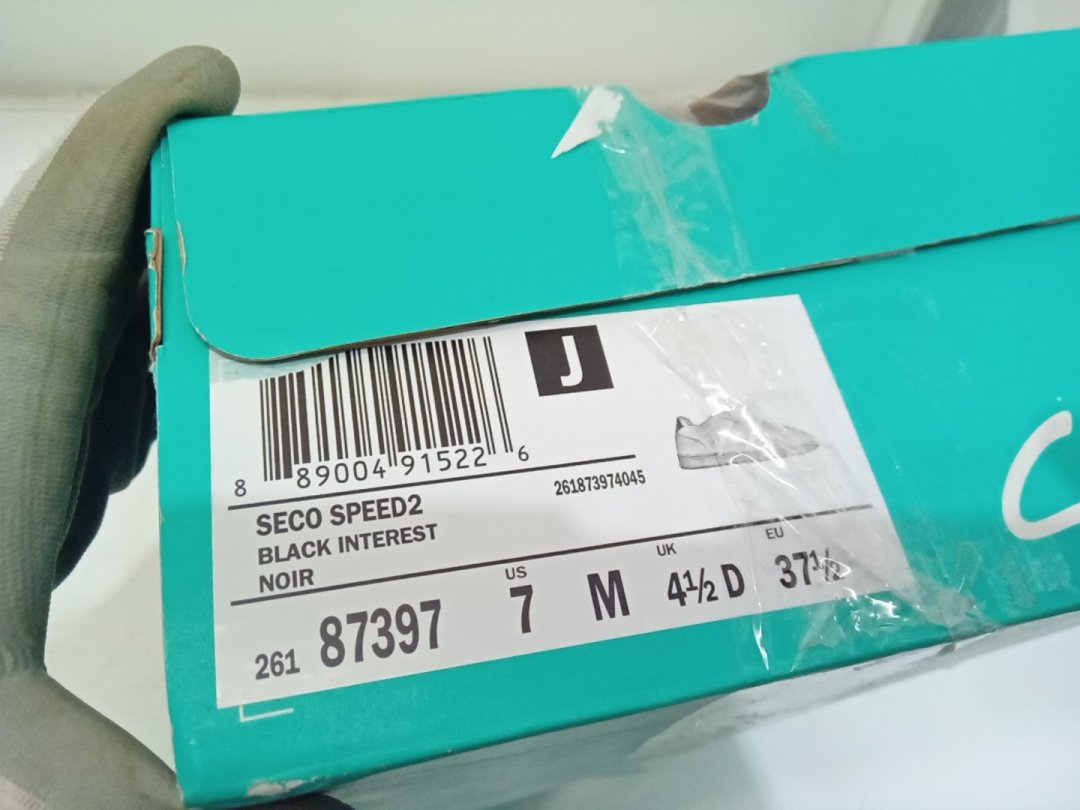 J
8 89004 91522 6
261873974045
SECO SPEED2
BLACK INTEREST
NOIR
US UK EU
261 87397 7 M 4½ D 37½